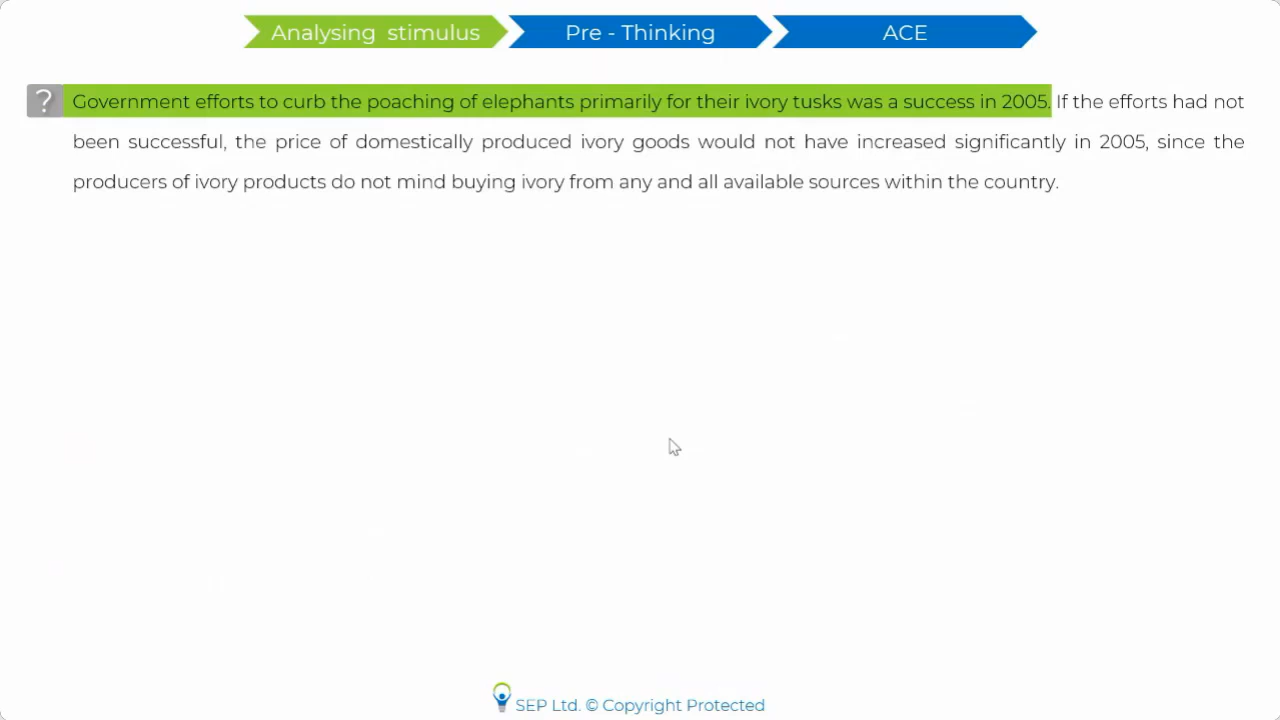 Analysing stimulus
Pre - Thinking
ACE
?
Government efforts to curb the poaching of elephants primarily for their ivory tusks was a success in 2005. If the efforts had not
been successful, the price of domestically produced ivory goods would not have increased significantly in 2005, since the
producers of ivory products do not mind buying ivory from any and all available sources within the country.
SEP Ltd. © Copyright Protected